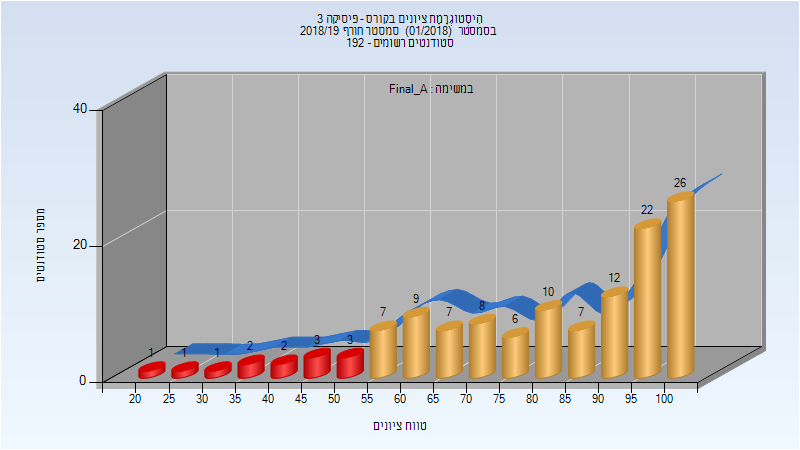 היסטוגרמת ציונים בקורס - פיסיקה 3
בסמסטר (01/2018) סמסטר חורף 2018/19
סטודנטים רשומים - 192
במשימה : Final_A
מספר סטודנטים
40
20
0
1 1 1 2 2 3 3 7 9 7 8 6 10 7 12 22 26
20 25 30 35 40 45 50 55 60 65 70 75 80 85 90 95 100
טווח ציונים